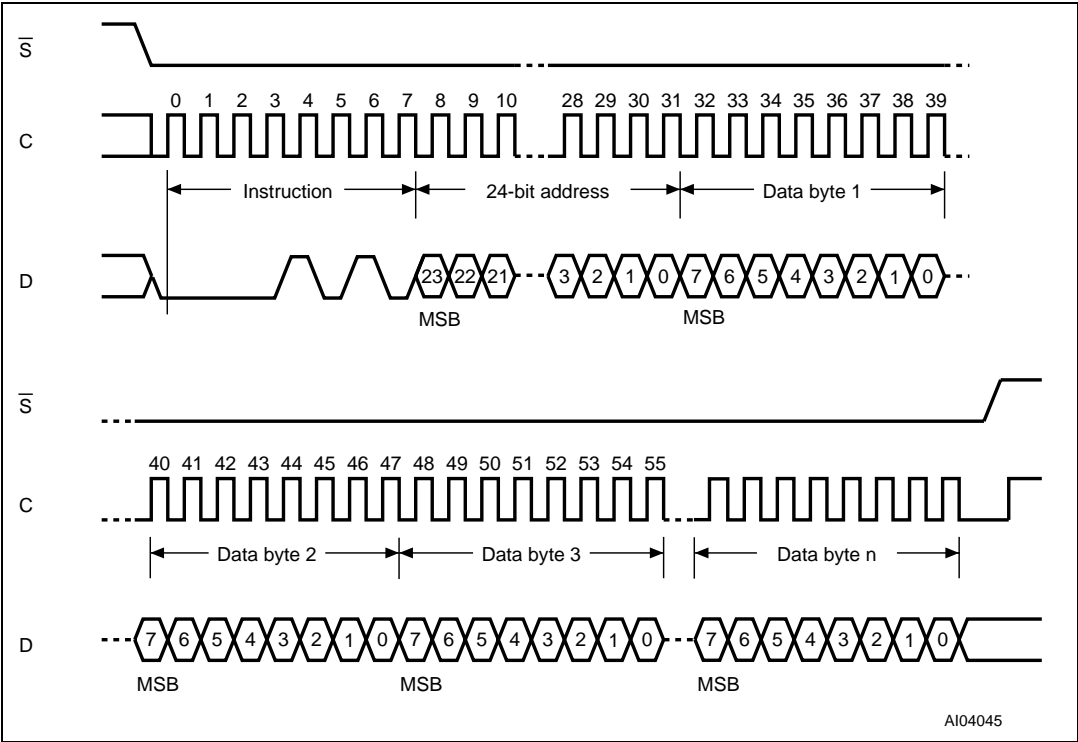 S̅
0 1 2 3 4 5 6 7 8 9 10 28 29 30 31 32 33 34 35 36 37 38 39
C
Instruction 24-bit address Data byte 1
D 23 22 21 3 2 1 0 7 6 5 4 3 2 1 0
MSB MSB
S̅
40 41 42 43 44 45 46 47 48 49 50 51 52 53 54 55
C
Data byte 2 Data byte 3 Data byte n
D 7 6 5 4 3 2 1 0 7 6 5 4 3 2 1 0 7 6 5 4 3 2 1 0
MSB MSB MSB
AI04045